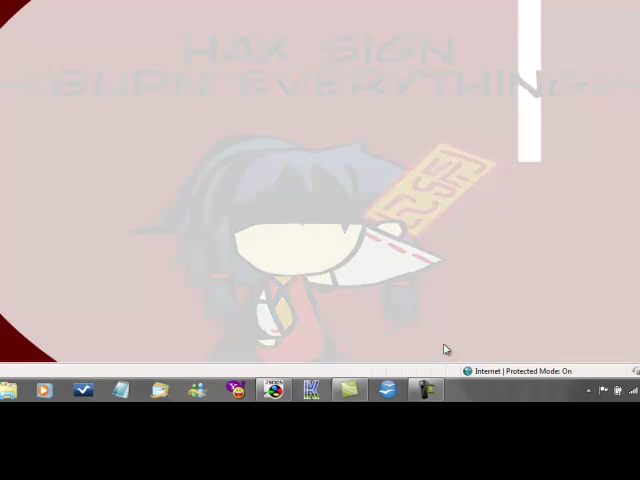 HAX SIGN
~<BURN EVERYTHING>~
Internet | Protected Mode: On